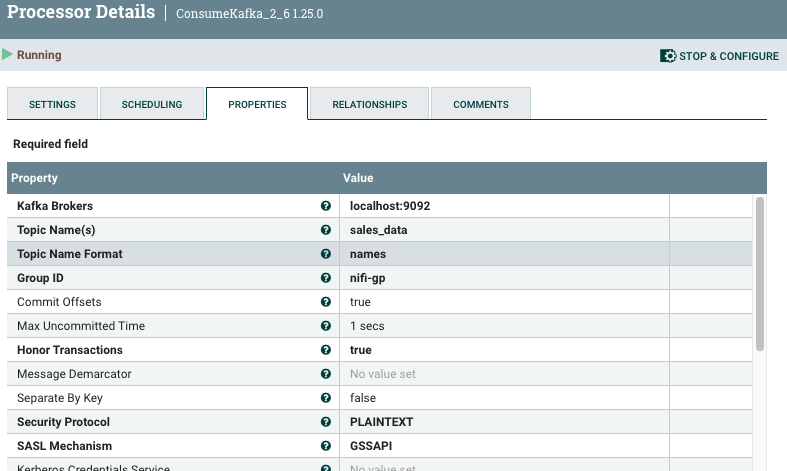 Processor Details | ConsumeKafka_2_6 1.25.0
Running STOP & CONFIGURE
SETTINGS SCHEDULING PROPERTIES RELATIONSHIPS COMMENTS
Required field
Property Value
Kafka Brokers localhost:9092
Topic Name(s) sales_data
Topic Name Format names
Group ID nifi-gp
Commit Offsets true
Max Uncommitted Time 1 secs
Honor Transactions true
Message Demarcator No value set
Separate By Key false
Security Protocol PLAINTEXT
SASL Mechanism GSSAPI
Kerberos Credentials Service No value set